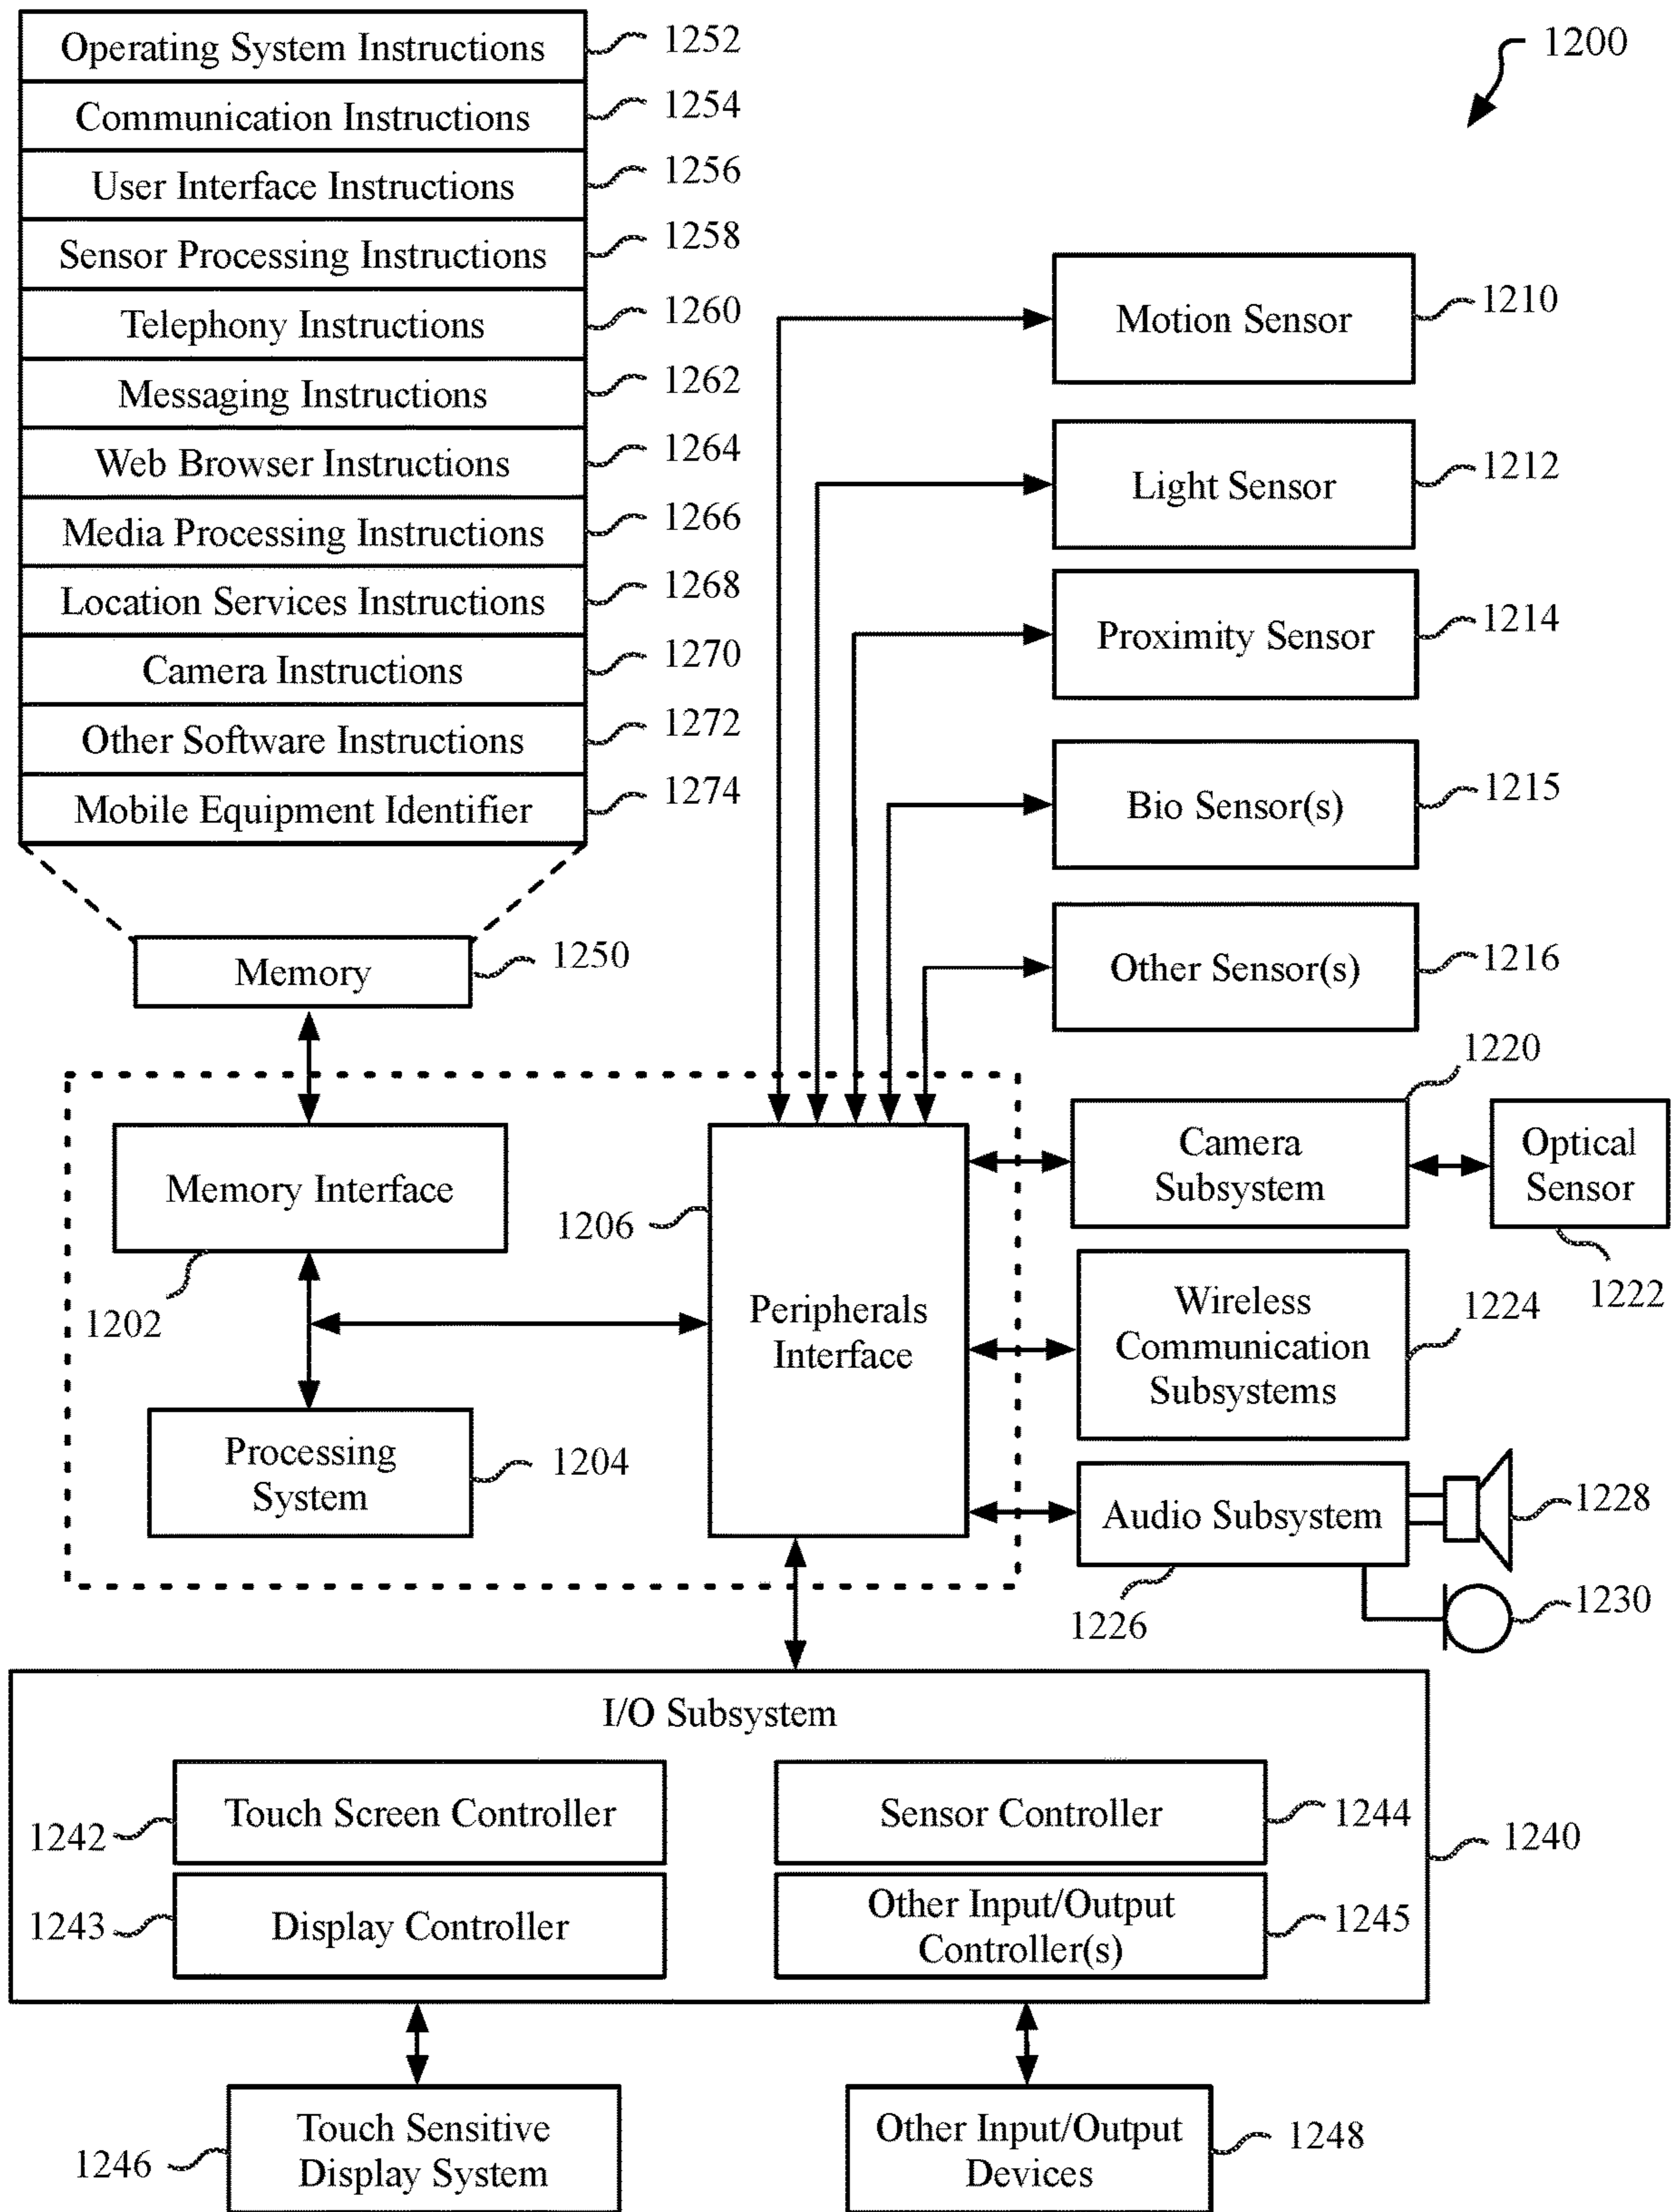 1200
Operating System Instructions
1252
Communication Instructions
1254
User Interface Instructions
1256
Sensor Processing Instructions
1258
Telephony Instructions
1260
Messaging Instructions
1262
Web Browser Instructions
1264
Media Processing Instructions
1266
Location Services Instructions
1268
Camera Instructions
1270
Other Software Instructions
1272
Mobile Equipment Identifier
1274
Memory
1250
Motion Sensor
1210
Light Sensor
1212
Proximity Sensor
1214
Bio Sensor(s)
1215
Other Sensor(s)
1216
Memory Interface
1202
Processing
System
1204
1206
Peripherals
Interface
1220
Camera
Subsystem
Optical
Sensor
1222
Wireless
Communication
Subsystems
1224
Audio Subsystem
1226
1228
1230
I/O Subsystem
1240
1242
Touch Screen Controller
Sensor Controller
1244
1243
Display Controller
Other Input/Output
Controller(s)
1245
1246
Touch Sensitive
Display System
Other Input/Output
Devices
1248